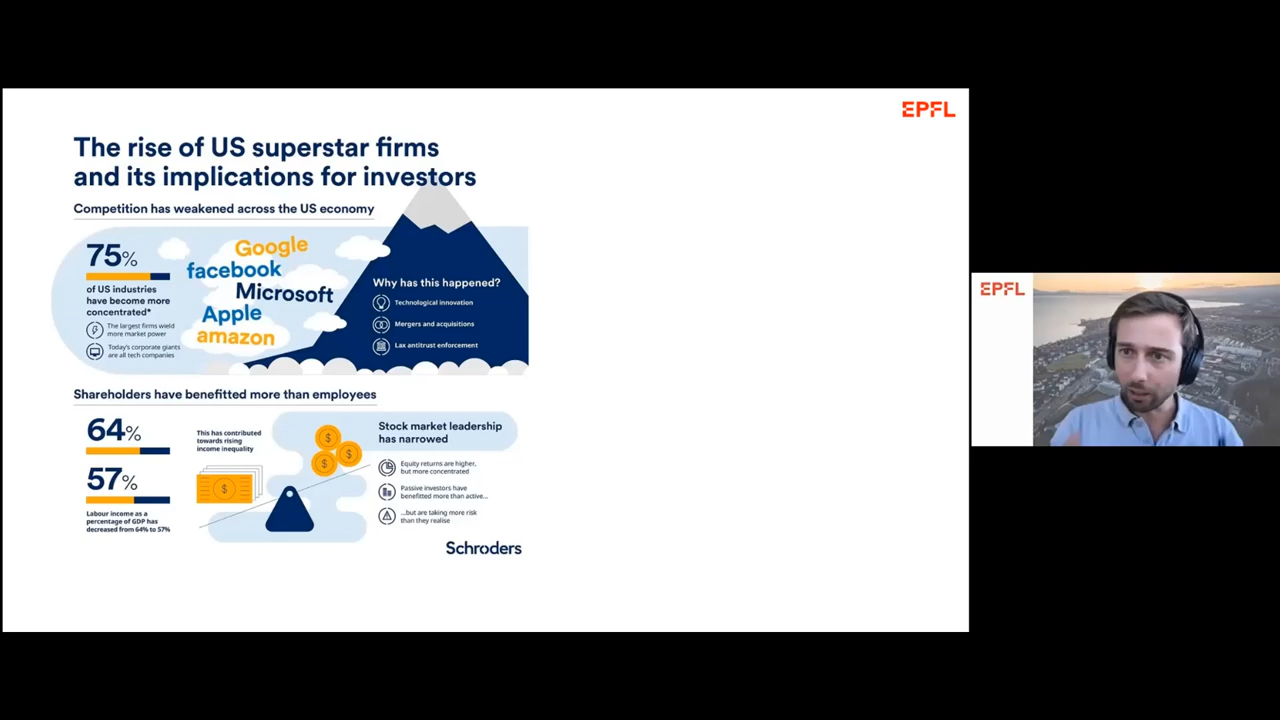 EPFL
The rise of US superstar firms
and its implications for investors
Competition has weakened across the US economy
75%
of US industries
have become more
concentrated*
The largest firms wield
more market power
Today's corporate giants
are all tech companies
Google
facebook
Microsoft
Apple
amazon
Why has this happened?
Technological innovation
Mergers and acquisitions
Lax antitrust enforcement
Shareholders have benefitted more than employees
64%
57%
Labour income as a
percentage of GDP has
decreased from 64% to 57%
This has contributed
towards rising
income inequality
$
$
$
$
Stock market leadership
has narrowed
Equity returns are higher,
but more concentrated
Passive investors have
benefitted more than active...
...but are taking more risk
than they realise
Schroders
EPFL